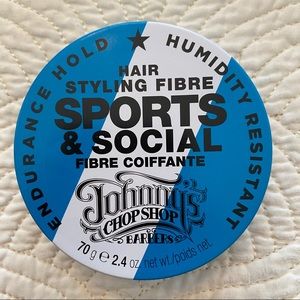 ENDURANCE HOLD ★ HUMIDITY RESISTANT
HAIR
STYLING FIBRE
SPORTS
& SOCIAL
FIBRE COIFFANTE
Johnny's
CHOP SHOP
BARBERS
70 g ℮ 2.4 oz. net wt./poids net.